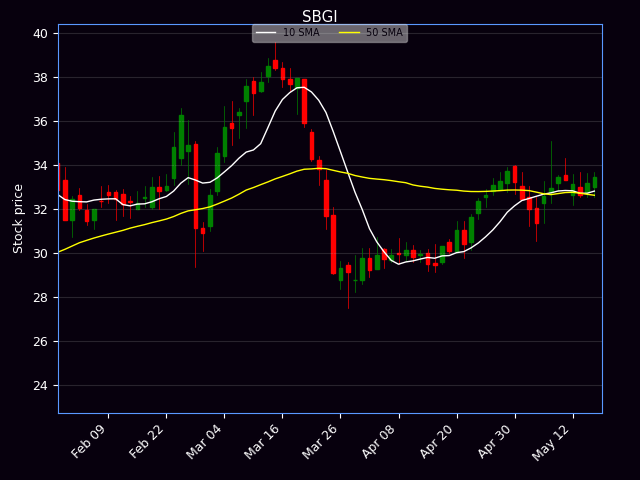 SBGI
10 SMA
50 SMA
Stock price
40
38
36
34
32
30
28
26
24
Feb 09
Feb 22
Mar 04
Mar 16
Mar 26
Apr 08
Apr 20
Apr 30
May 12